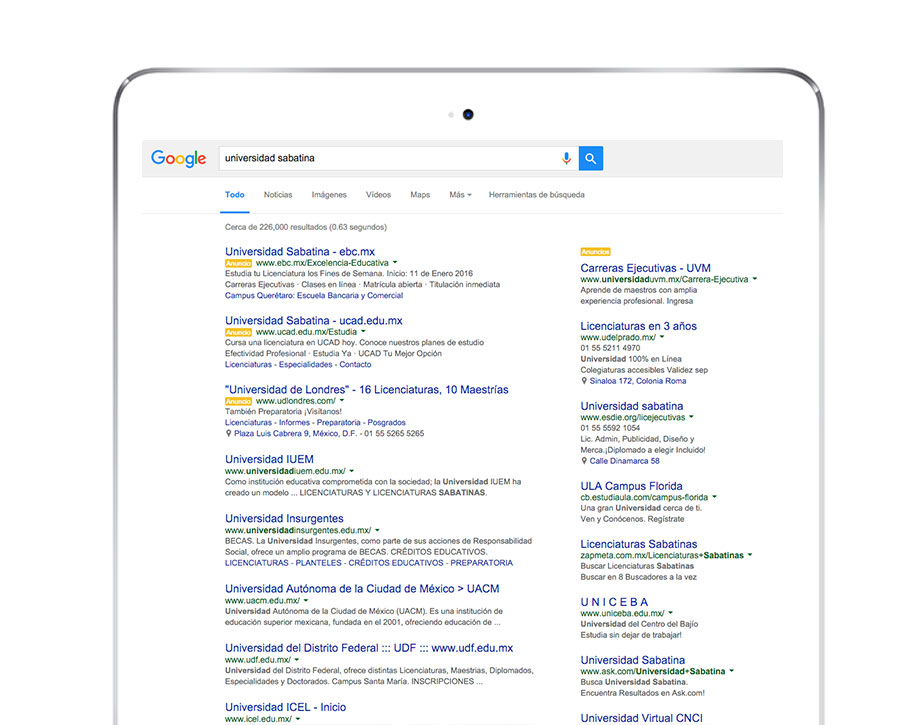 Google
universidad sabatina
Todo Noticias Imágenes Vídeos Maps Más Herramientas de búsqueda
Cerca de 226,000 resultados (0.63 segundos)
Universidad Sabatina - ebc.mx
Anuncio www.ebc.mx/Excelencia-Educativa
Estudia tu Licenciatura los Fines de Semana. Inicio: 11 de Enero 2016
Carreras Ejecutivas · Clases en línea · Matrícula abierta · Titulación inmediata
Campus Querétaro: Escuela Bancaria y Comercial
Universidad Sabatina - ucad.edu.mx
Anuncio www.ucad.edu.mx/Estudia
Cursa una licenciatura en UCAD hoy. Conoce nuestros planes de estudio
Efectividad Profesional · Estudia Ya · UCAD Tu Mejor Opción
Licenciaturas - Especialidades - Contacto
"Universidad de Londres" - 16 Licenciaturas, 10 Maestrías
Anuncio www.udlondres.com/
También Preparatoria ¡Visítanos!
Licenciaturas - Informes - Preparatoria - Posgrados
Plaza Luis Cabrera 9, México, D.F. - 01 55 5265 5265
Universidad IUEM
www.universidadiuem.edu.mx/
Como institución educativa comprometida con la sociedad; la Universidad IUEM ha
creado un modelo ... LICENCIATURAS Y LICENCIATURAS SABATINAS.
Universidad Insurgentes
www.universidadinsurgentes.edu.mx/
BECAS. La Universidad Insurgentes, como parte de sus acciones de Responsabilidad
Social, ofrece un amplio programa de BECAS. CRÉDITOS EDUCATIVOS.
LICENCIATURAS - PLANTELES - CRÉDITOS EDUCATIVOS - PREPARATORIA
Universidad Autónoma de la Ciudad de México > UACM
www.uacm.edu.mx/
Universidad Autónoma de la Ciudad de México (UACM). Es una institución de
educación superior mexicana, fundada en el 2001, ofreciendo educación de ...
Universidad del Distrito Federal ::: UDF ::: www.udf.edu.mx/
www.udf.edu.mx/
Universidad del Distrito Federal, ofrece distintas Licenciaturas, Maestrias, Diplomados,
Especialidades y Doctorados. Campus Santa María. INSCRIPCIONES ...
Universidad ICEL - Inicio
www.icel.edu.mx/
Anuncios
Carreras Ejecutivas - UVM
www.universidaduvm.mx/Carrera-Ejecutiva
Aprende de maestros con amplia
experiencia profesional. Ingresa
Licenciaturas en 3 años
www.udelprado.mx/
01 55 5211 4970
Universidad 100% en Línea
Colegiaturas accesibles Validez sep
Sinaloa 172, Colonia Roma
Universidad sabatina
www.esdie.org/licejecutivas
01 55 5592 1054
Lic. Admin, Publicidad, Diseño y
Merca.¡Diplomado a elegir Incluido!
Calle Dinamarca 58
ULA Campus Florida
cb.estudiaula.com/campus-florida
Una gran Universidad cerca de ti.
Ven y Conócenos. Regístrate
Licenciaturas Sabatinas
zapmeta.com.mx/Licenciaturas+Sabatinas
Buscar Licenciaturas Sabatinas
Buscar en 8 Buscadores a la vez
U N I C E B A
www.uniceba.edu.mx/
Universidad del Centro del Bajío
Estudia sin dejar de trabajar!
Universidad Sabatina
www.ask.com/Universidad+Sabatina
Busca Universidad Sabatina.
Encuentra Resultados en Ask.com!
Universidad Virtual CNCI